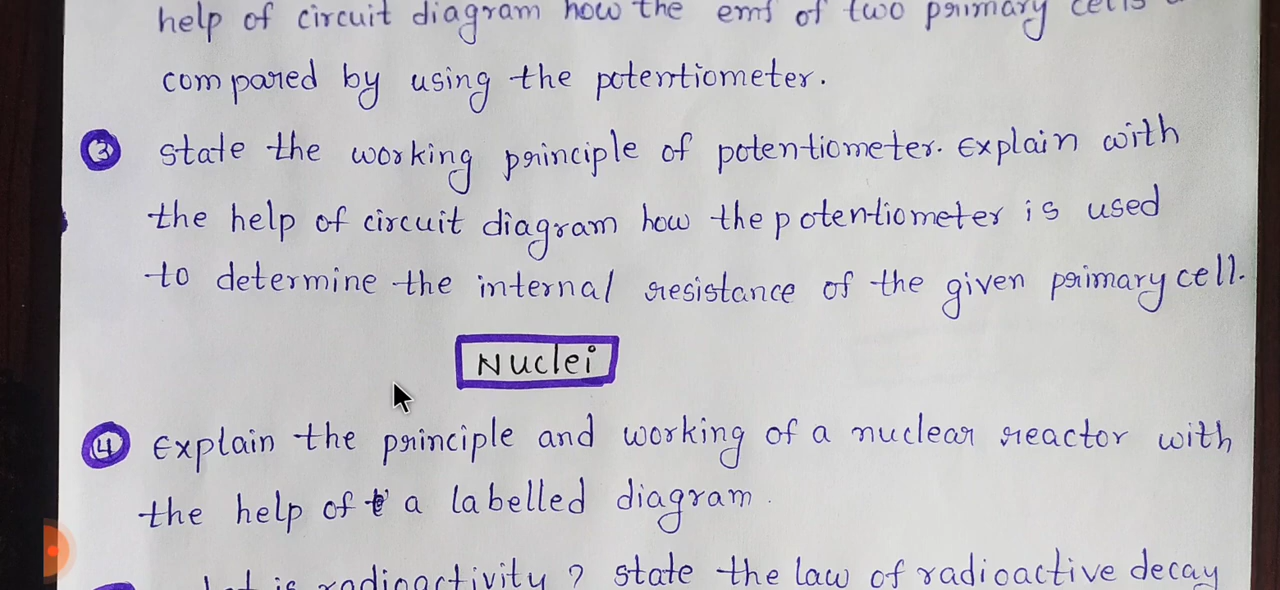 help of circuit diagram how the emf of two primary cells
compared by using the potentiometer.
3 state the working principle of potentiometer. Explain with
the help of circuit diagram how the potentiometer is used
to determine the internal resistance of the given primary cell.
Nuclei
4 Explain the principle and working of a nuclear reactor with
the help of a labelled diagram.
is radioactivity ? state the law of radioactive decay